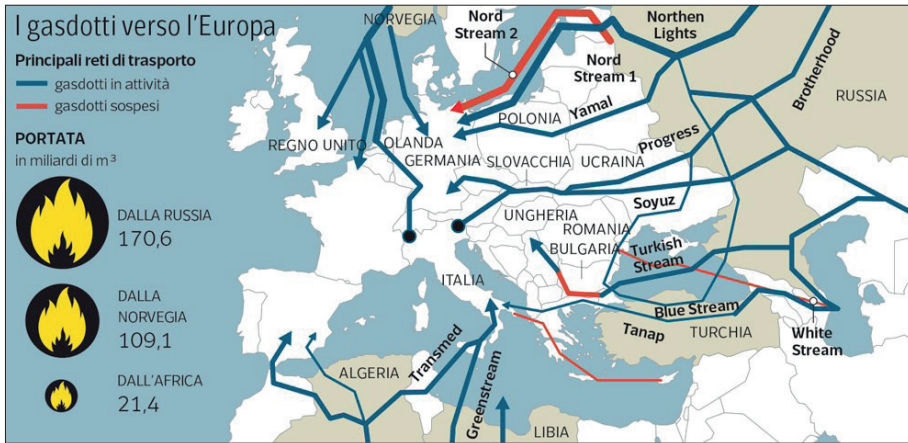 I gasdotti verso l'Europa
Principali reti di trasporto
gasdotti in attività
gasdotti sospesi
PORTATA
in miliardi di m³
DALLA RUSSIA
170,6
DALLA
NORVEGIA
109,1
DALL'AFRICA
21,4
NORVEGIA
Nord
Stream 2
Nord
Stream 1
Northen
Lights
Brotherhood
RUSSIA
Yamal
POLONIA
REGNO UNITO
OLANDA
GERMANIA
SLOVACCHIA
UCRAINA
Progress
Soyuz
UNGHERIA
ROMANIA
BULGARIA
Turkish
Stream
ITALIA
Blue Stream
Tanap
TURCHIA
White
Stream
Transmed
ALGERIA
Greenstream
LIBIA